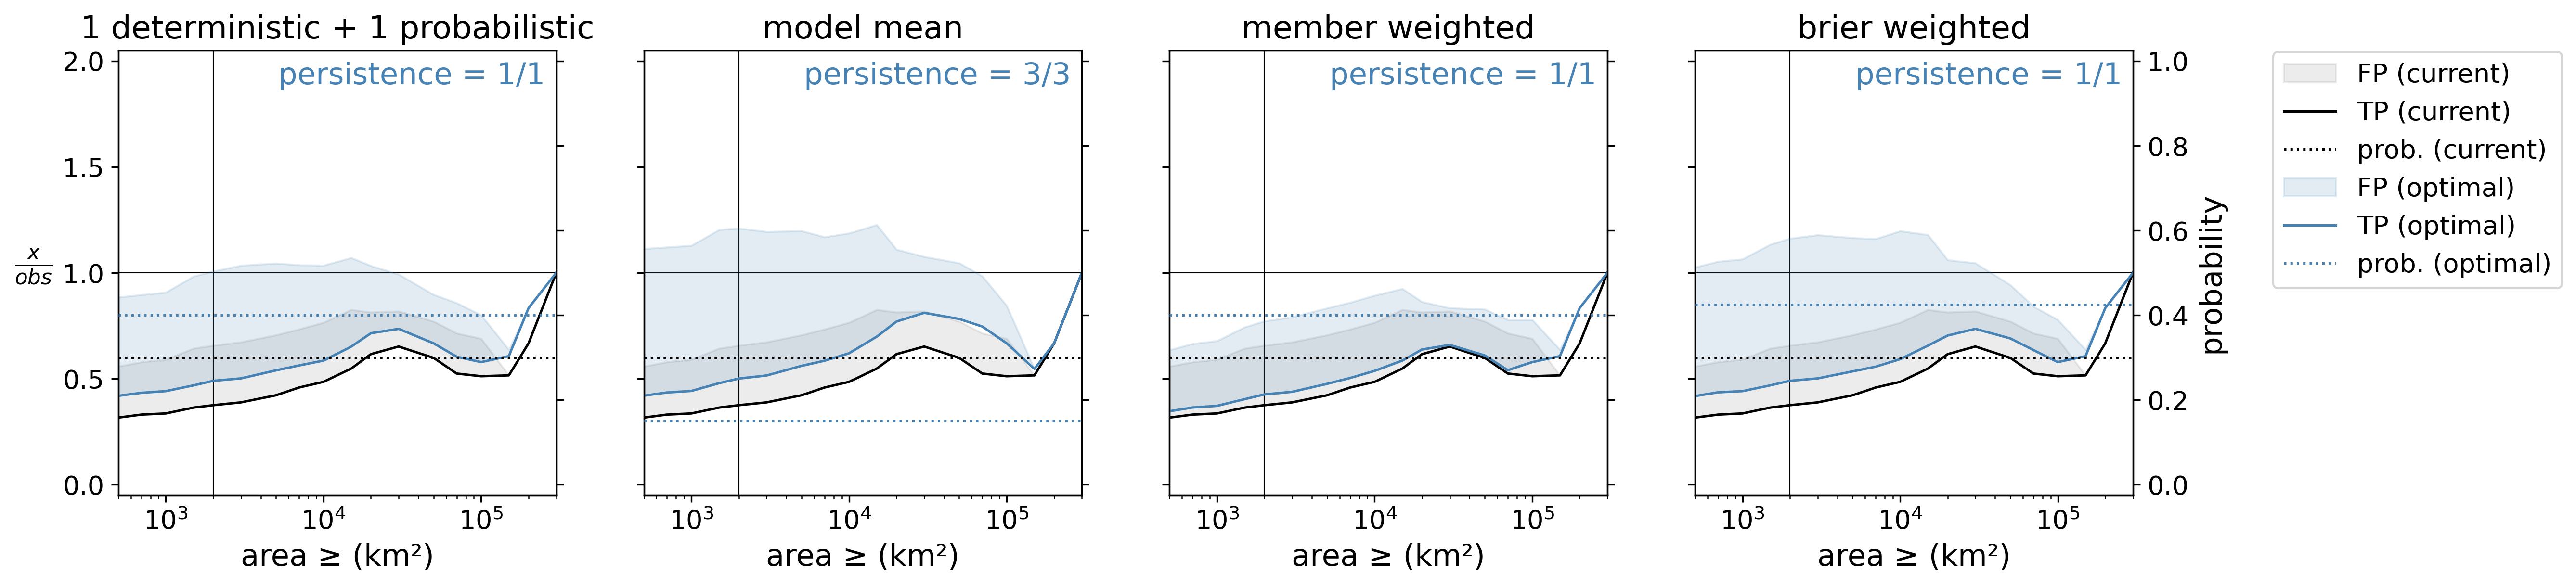 1 deterministic + 1 probabilistic
model mean
member weighted
brier weighted
persistence = 1/1
persistence = 3/3
persistence = 1/1
persistence = 1/1
x
obs
2.0
1.5
1.0
0.5
0.0
10³ 10⁴ 10⁵
10³ 10⁴ 10⁵
10³ 10⁴ 10⁵
10³ 10⁴ 10⁵
area ≥ (km²)
area ≥ (km²)
area ≥ (km²)
area ≥ (km²)
1.0
0.8
0.6
0.4
0.2
0.0
probability
FP (current)
TP (current)
prob. (current)
FP (optimal)
TP (optimal)
prob. (optimal)